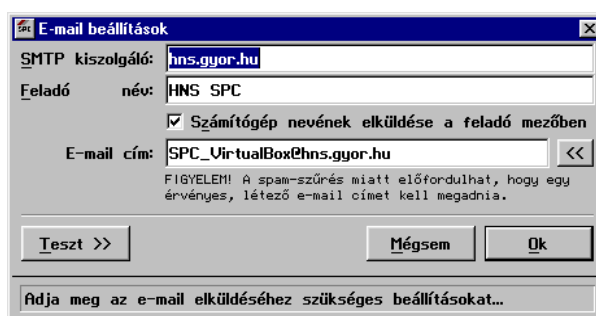 SPC E-mail beállítások
SMTP kiszolgáló: hns.gyor.hu
Feladó név: HNS SPC
Számítógép nevének elküldése a feladó mezőben
E-mail cím: SPC_VirtualBox@hns.gyor.hu <<
FIGYELEM! A spam-szűrés miatt előfordulhat, hogy egy
érvényes, létező e-mail címet kell megadnia.
Teszt >> Mégsem Ok
Adja meg az e-mail elküldéséhez szükséges beállításokat...